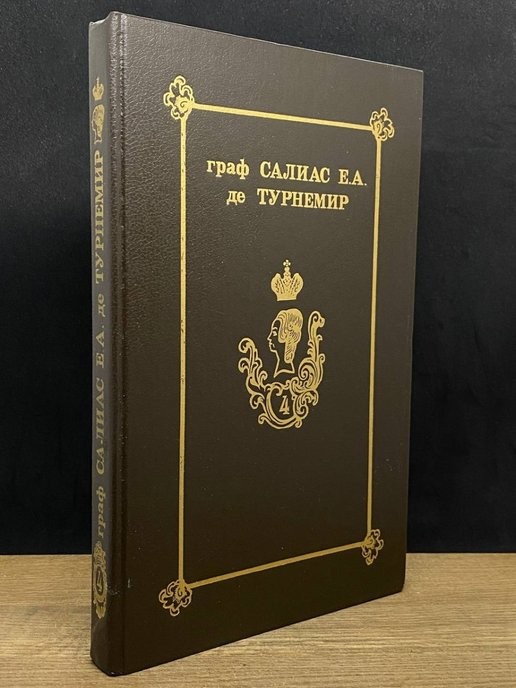 граф САЛИАС Е.А.
де ТУРНЕМИР
4
граф САЛИАС Е.А. де ТУРНЕМИР
4